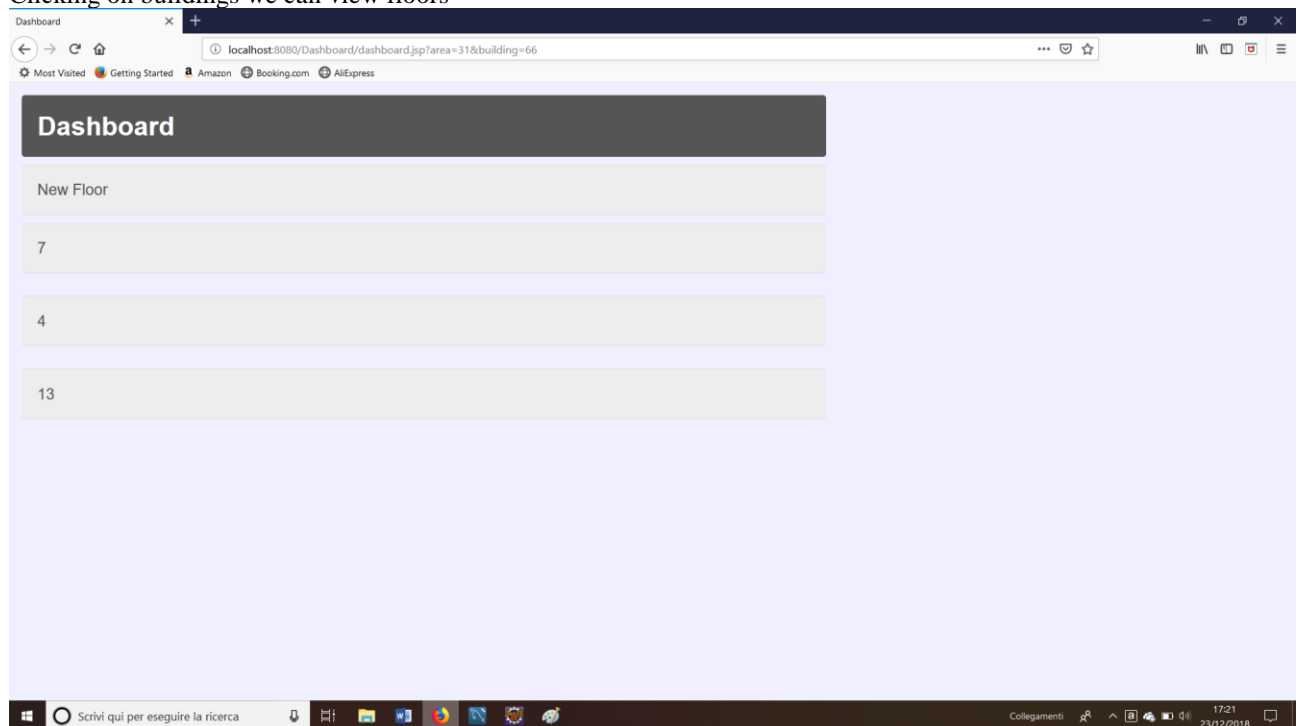 Clicking on buildings we can view floors
Dashboard
localhost:8080/Dashboard/dashboard.jsp?area=31&building=66
Most Visited Getting Started Amazon Booking.com AliExpress
Dashboard
New Floor
7
4
13
Scrivi qui per eseguire la ricerca
Collegamenti
17:21
23/12/2018